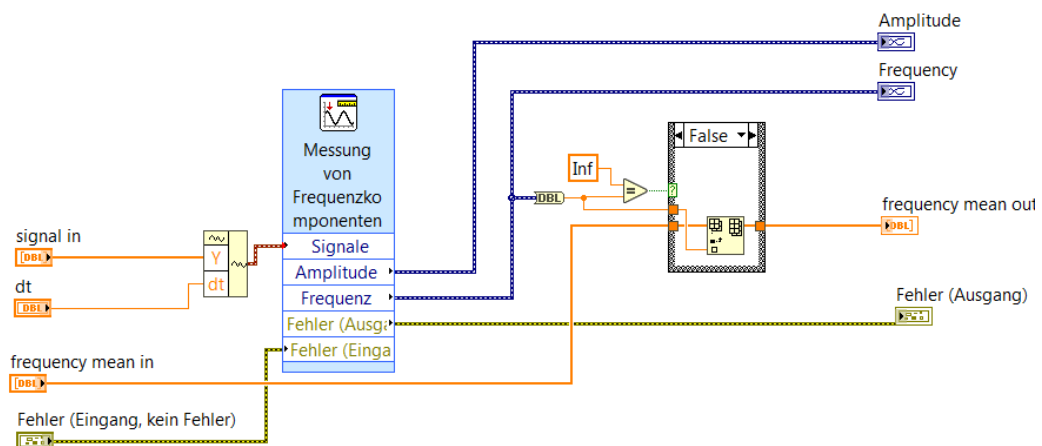 Amplitude
Frequency
Messung
von
Frequenzko
mponenten
False
Inf
DBL
frequency mean out
[DBL]
signal in
[DBL]
Signale
Y
Amplitude
dt
dt
DBL
Frequenz
Fehler (Ausgang)
Fehler (Ausga
Fehler (Einga
frequency mean in
[DBL]
Fehler (Eingang, kein Fehler)
?